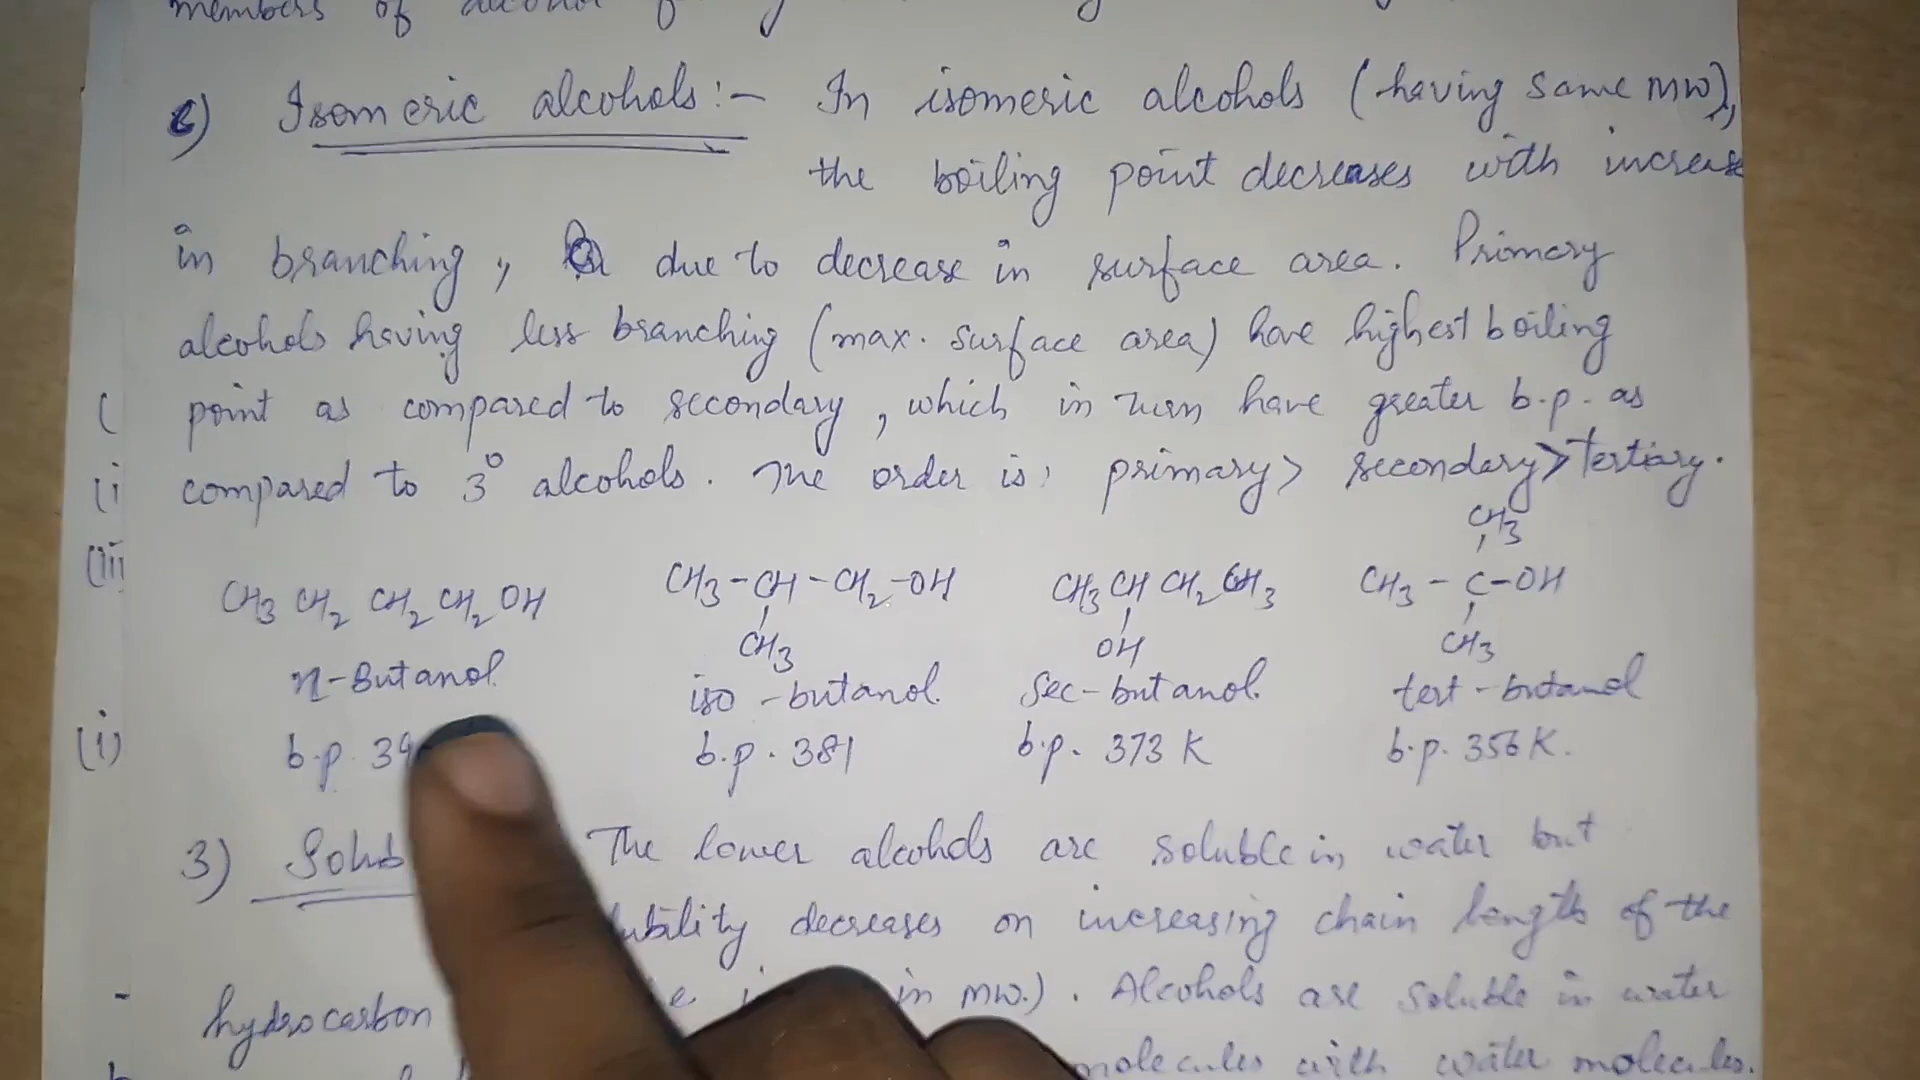 members of alcohol
c) Isomeric alcohols :- In isomeric alcohols (having same MW),
the boiling point decreases with increase
in branching, due to decrease in surface area. Primary
alcohols having less branching (max. surface area) have highest boiling
( point as compared to secondary, which in turn have greater b.p. as
(i compared to 3° alcohols. The order is, primary > secondary > tertiary.
(iii
CH3
CH3 CH2 CH2 CH2 OH CH3-CH-CH2-OH CH3 CH CH2 CH3 CH3 - C-OH
CH3 OH CH3
n-Butanol iso-butanol. Sec-butanol. tert-butanol
(i) b.p. 39 b.p. 381 b.p. 373 K b.p. 356 K.
3) Solub The lower alcohols are soluble in water but
lubility decreases on increasing chain length of the
- hydrocarbon in MW.). Alcohols are soluble in water
molecules with water molecules.